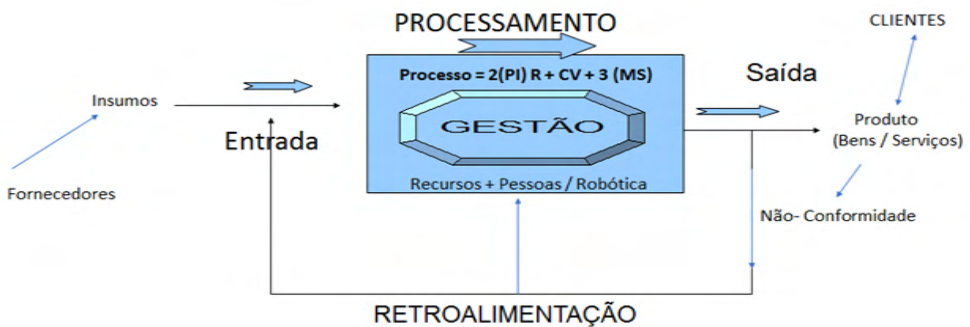 PROCESSAMENTO
CLIENTES
Processo = 2(PI) R + CV + 3 (MS)
Saída
Insumos
Entrada
GESTÃO
Produto
(Bens / Serviços)
Fornecedores
Recursos + Pessoas / Robótica
Não- Conformidade
RETROALIMENTAÇÃO